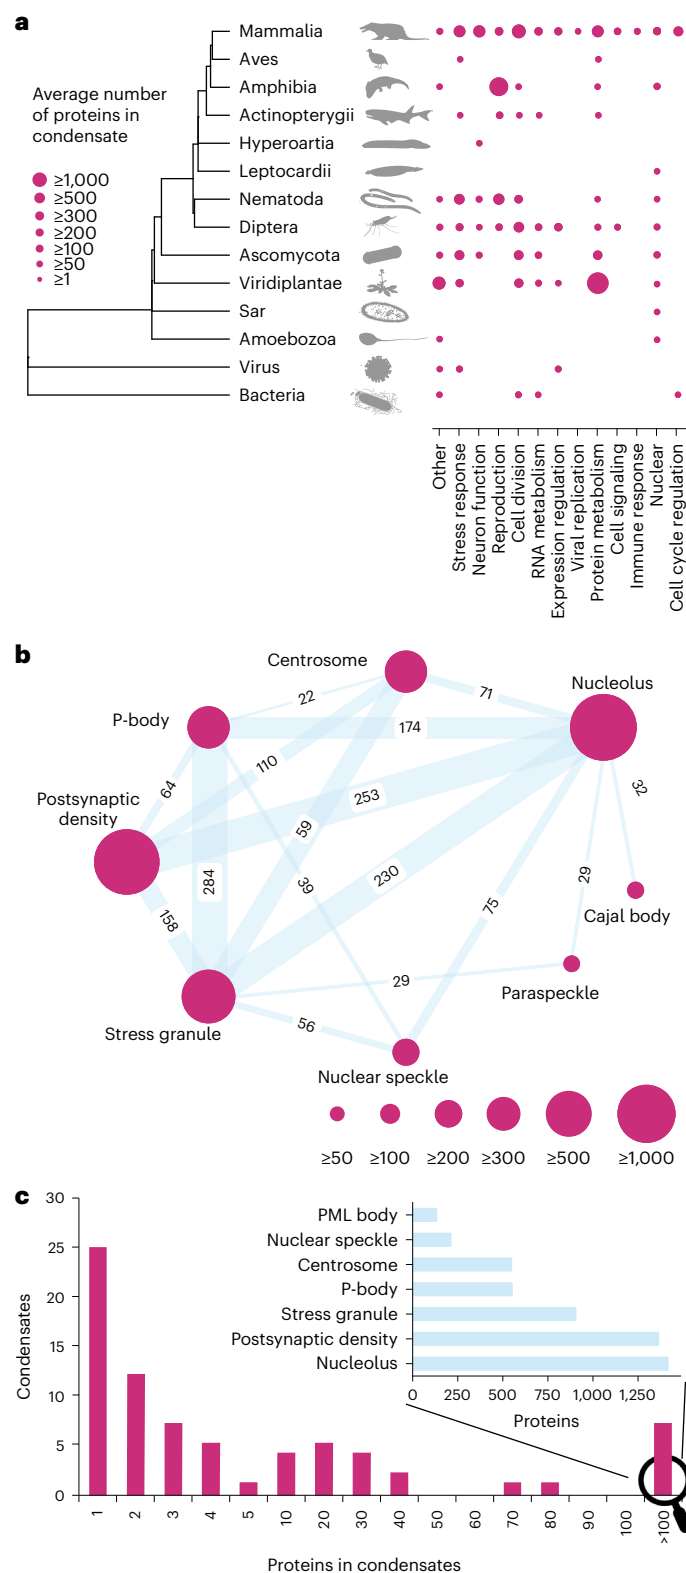 a
Average number
of proteins in
condensate
≥1,000
≥500
≥300
≥200
≥100
≥50
≥1
Mammalia
Aves
Amphibia
Actinopterygii
Hyperoartia
Leptocardii
Nematoda
Diptera
Ascomycota
Viridiplantae
Sar
Amoebozoa
Virus
Bacteria
Other
Stress response
Neuron function
Reproduction
Cell division
RNA metabolism
Expression regulation
Viral replication
Protein metabolism
Cell signaling
Immune response
Nuclear
Cell cycle regulation
b
Centrosome
Nucleolus
P-body
Postsynaptic
density
Stress granule
Nuclear speckle
Paraspeckle
Cajal body
22
71
174
110
64
253
32
59
284
39
230
29
75
158
29
56
≥50 ≥100 ≥200 ≥300 ≥500 ≥1,000
c
Condensates
30
20
15
10
5
0
25
PML body
Nuclear speckle
Centrosome
P-body
Stress granule
Postsynaptic density
Nucleolus
0 250 500 750 1,000 1,250
Proteins
1 2 3 4 5 10 20 30 40 50 60 70 80 90 100 >100
Proteins in condensates